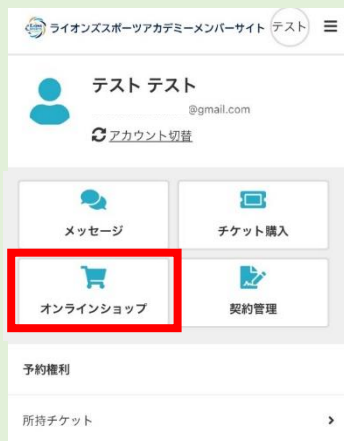 ライオンズスポーツアカデミーメンバーサイト テスト
テスト テスト
@gmail.com
アカウント切替
メッセージ
チケット購入
オンラインショップ
契約管理
予約権利
所持チケット